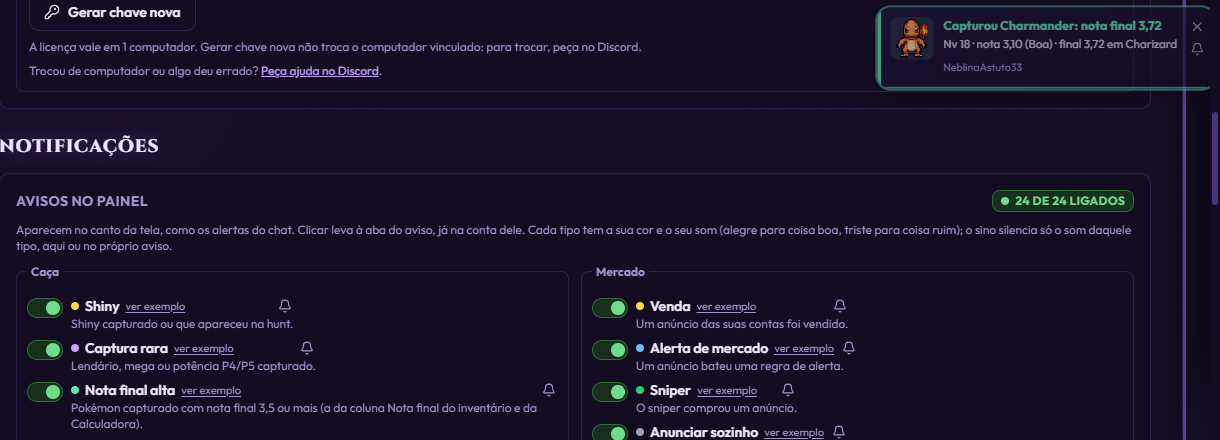 Gerar chave nova
A licença vale em 1 computador. Gerar chave nova não troca o computador vinculado: para trocar, peça no Discord.
Trocou de computador ou algo deu errado? Peça ajuda no Discord.
Capturou Charmander: nota final 3,72
Nv 18 · nota 3,10 (Boa) · final 3,72 em Charizard
NeblinaAstuto33
NOTIFICAÇÕES
AVISOS NO PAINEL
24 DE 24 LIGADOS
Aparecem no canto da tela, como os alertas do chat. Clicar leva à aba do aviso, já na conta dele. Cada tipo tem a sua cor e o seu som (alegre para coisa boa, triste para coisa ruim); o sino silencia só o som daquele
tipo, aqui ou no próprio aviso.
Caça
Shiny ver exemplo
Shiny capturado ou que apareceu na hunt.
Captura rara ver exemplo
Lendário, mega ou potência P4/P5 capturado.
Nota final alta ver exemplo
Pokémon capturado com nota final 3,5 ou mais (a da coluna Nota final do inventário e da
Calculadora).
Mercado
Venda ver exemplo
Um anúncio das suas contas foi vendido.
Alerta de mercado ver exemplo
Um anúncio bateu uma regra de alerta.
Sniper ver exemplo
O sniper comprou um anúncio.
Anunciar sozinho ver exemplo